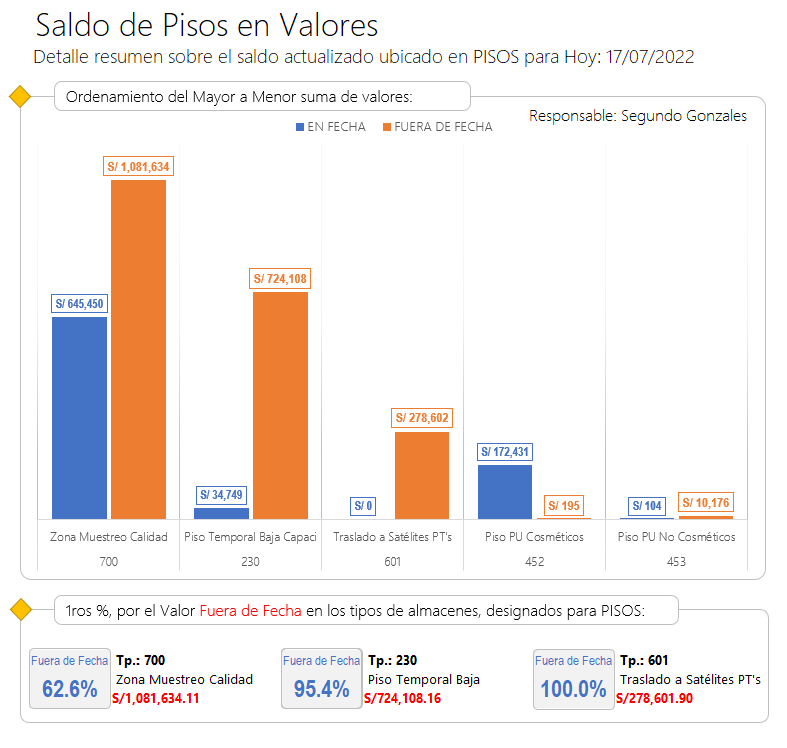 Saldo de Pisos en Valores
Detalle resumen sobre el saldo actualizado ubicado en PISOS para Hoy: 17/07/2022
Ordenamiento del Mayor a Menor suma de valores:
Responsable: Segundo Gonzales
EN FECHA FUERA DE FECHA
S/ 1,081,634
S/ 724,108
S/ 645,450
S/ 278,602
S/ 172,431
S/ 34,749
S/ 0
S/ 195
S/ 104
S/ 10,176
Zona Muestreo Calidad
Piso Temporal Baja Capaci
Traslado a Satélites PT's
Piso PU Cosméticos
Piso PU No Cosméticos
700
230
601
452
453
1ros %, por el Valor Fuera de Fecha en los tipos de almacenes, designados para PISOS:
Fuera de Fecha
62.6%
Tp.: 700
Zona Muestreo Calidad
S/1,081,634.11
Fuera de Fecha
95.4%
Tp.: 230
Piso Temporal Baja
S/724,108.16
Fuera de Fecha
100.0%
Tp.: 601
Traslado a Satélites PT's
S/278,601.90